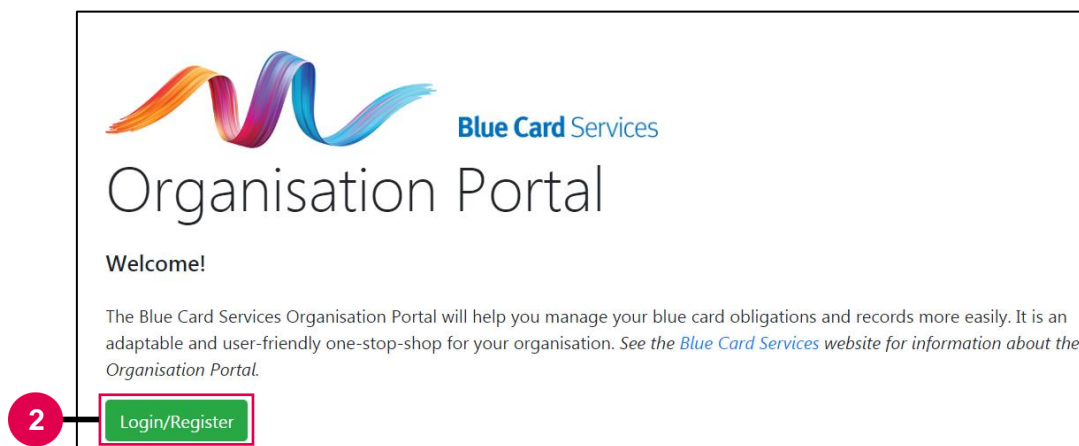 Blue Card Services
Organisation Portal
Welcome!
The Blue Card Services Organisation Portal will help you manage your blue card obligations and records more easily. It is an
adaptable and user-friendly one-stop-shop for your organisation. See the Blue Card Services website for information about the
Organisation Portal.
2
Login/Register